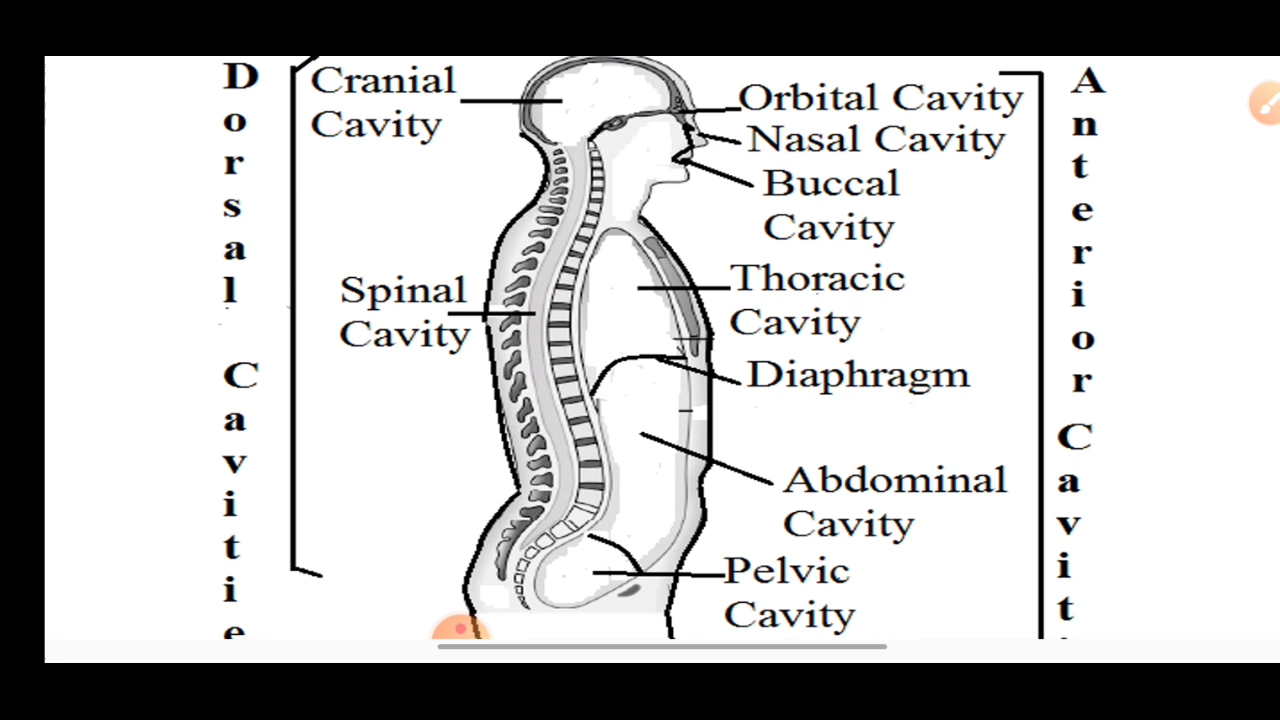 Dorsal Cavitie
Cranial
Cavity
Spinal
Cavity
Orbital Cavity
Nasal Cavity
Buccal
Cavity
Thoracic
Cavity
Diaphragm
Abdominal
Cavity
Pelvic
Cavity
Anterior Cavit